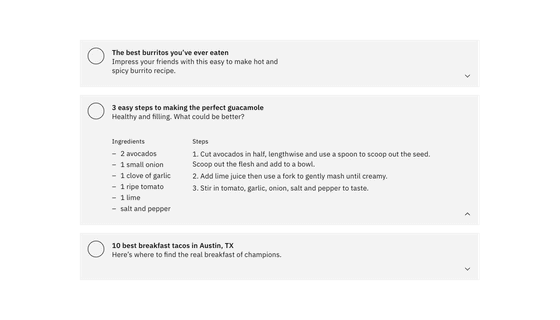 The best burritos you've ever eaten
Impress your friends with this easy to make hot and
spicy burrito recipe.
3 easy steps to making the perfect guacamole
Healthy and filling. What could be better?
Ingredients
– 2 avocados
– 1 small onion
– 1 clove of garlic
– 1 ripe tomato
– 1 lime
– salt and pepper
Steps
1. Cut avocados in half, lengthwise and use a spoon to scoop out the seed.
Scoop out the flesh and add to a bowl.
2. Add lime juice then use a fork to gently mash until creamy.
3. Stir in tomato, garlic, onion, salt and pepper to taste.
10 best breakfast tacos in Austin, TX
Here's where to find the real breakfast of champions.